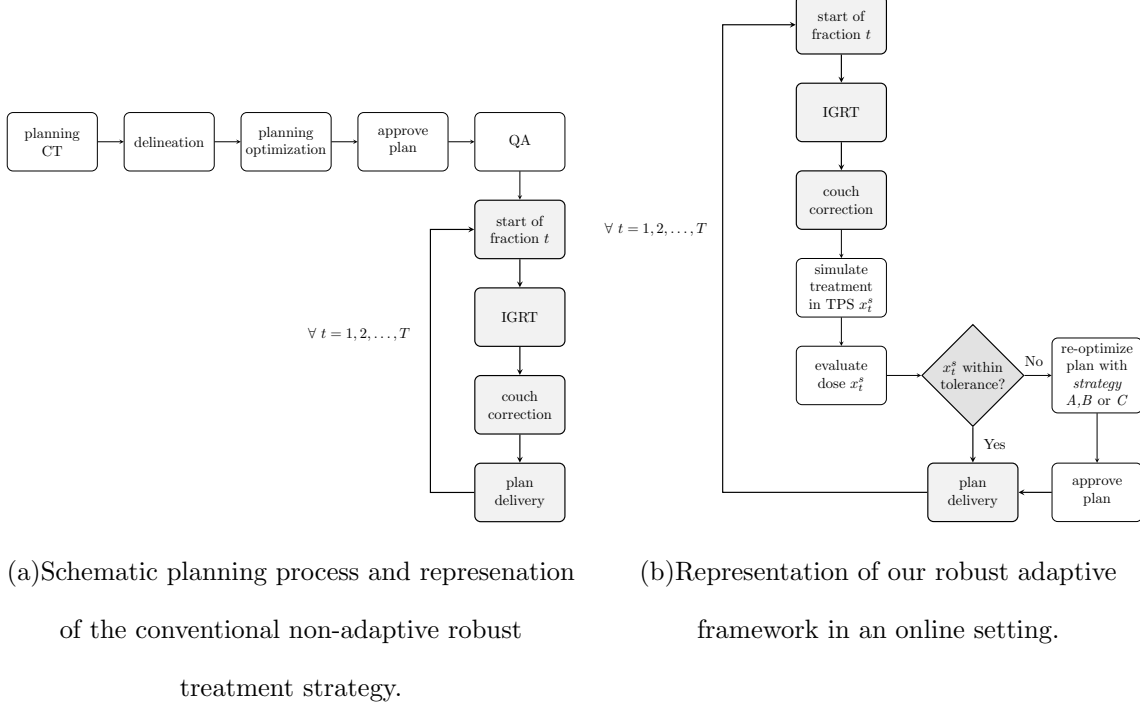 planning
CT
delineation
planning
optimization
approve
plan
QA
start of
fraction t
IGRT
∀ t = 1, 2, . . . , T
couch
correction
plan
delivery
(a)Schematic planning process and represenation
of the conventional non-adaptive robust
treatment strategy.
start of
fraction t
IGRT
couch
correction
∀ t = 1, 2, . . . , T
simulate
treatment
in TPS x_t^s
evaluate
dose x_t^s
x_t^s within
tolerance?
No
re-optimize
plan with
strategy
A,B or C
Yes
plan
delivery
approve
plan
(b)Representation of our robust adaptive
framework in an online setting.